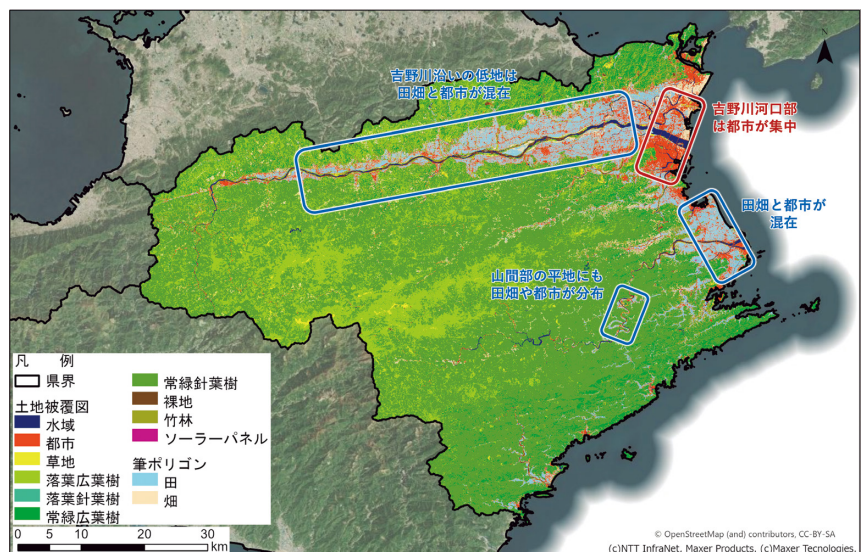 吉野川沿いの低地は
田畑と都市が混在
吉野川河口部
は都市が集中
田畑と都市が
混在
山間部の平地にも
田畑や都市が分布
凡 例
県界
土地被覆図
水域
都市
草地
落葉広葉樹
落葉針葉樹
常緑広葉樹
常緑針葉樹
裸地
竹林
ソーラーパネル
筆ポリゴン
田
畑
0 5 10 20 30
km
© OpenStreetMap (and) contributors, CC-BY-SA
(c)NTT InfraNet, Maxer Products, (c)Maxer Tecnologies